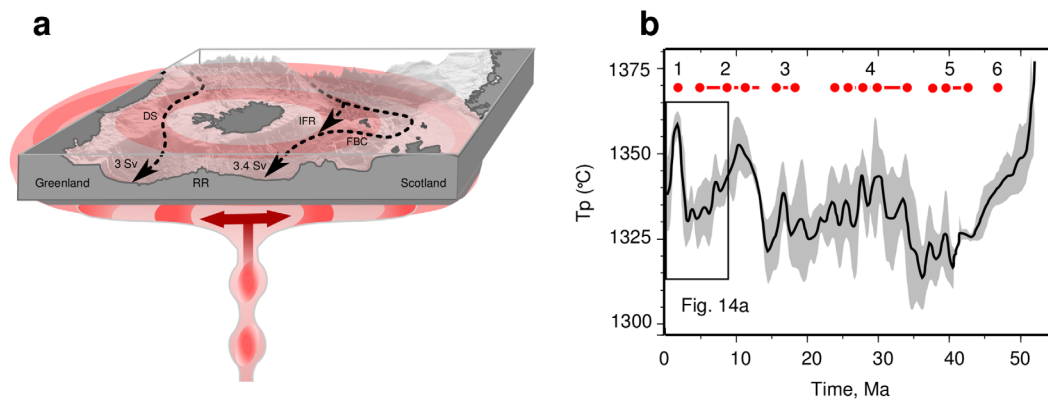 a
DS
IFR
FBC
3 Sv
3.4 Sv
Greenland
RR
Scotland
b
1375
1350
1325
1300
Tp (°C)
1 2 3 4 5 6
Fig. 14a
0 10 20 30 40 50
Time, Ma